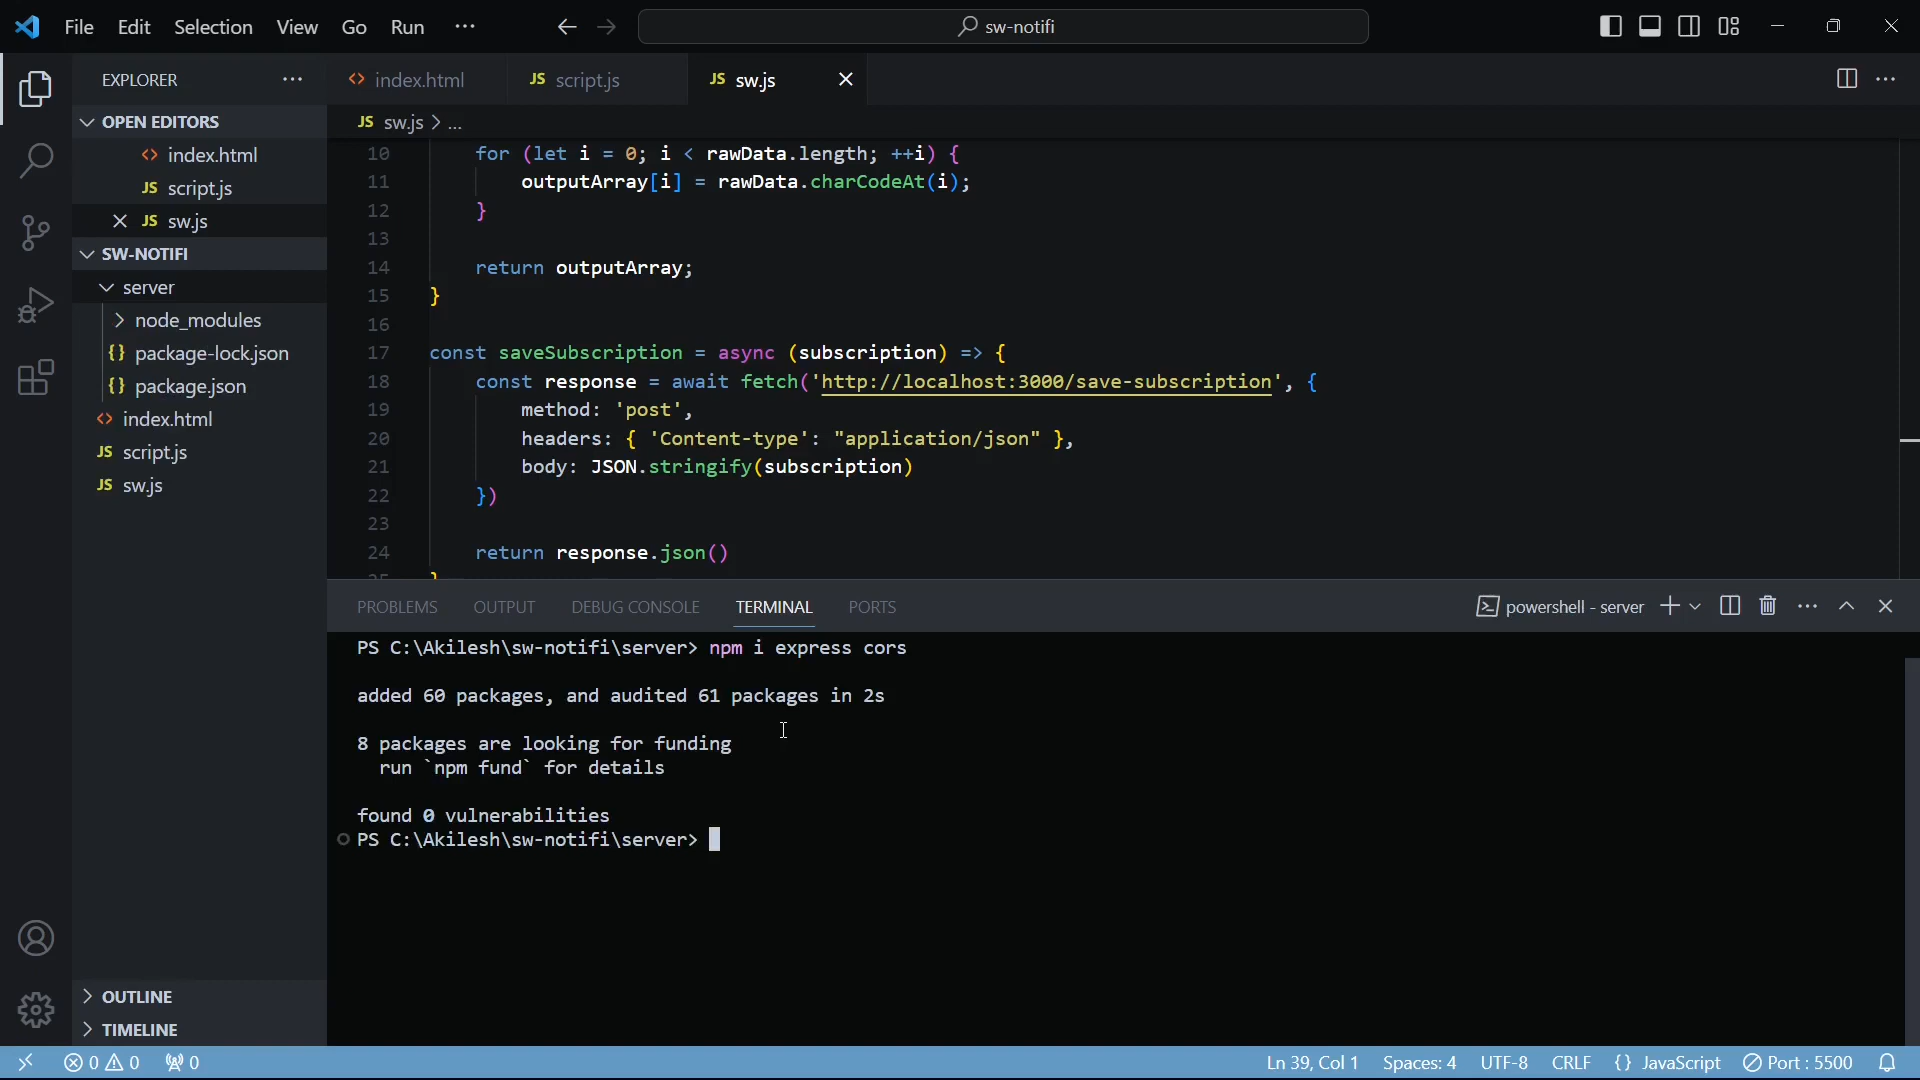 File Edit Selection View Go Run ··· sw-notifi
EXPLORER ···
OPEN EDITORS
<> index.html
JS script.js
JS sw.js
SW-NOTIFI
server
node_modules
{} package-lock.json
{} package.json
<> index.html
JS script.js
JS sw.js
OUTLINE
TIMELINE
<> index.html JS script.js JS sw.js
JS sw.js > ...
10 for (let i = 0; i < rawData.length; ++i) {
11 outputArray[i] = rawData.charCodeAt(i);
12 }
13
14 return outputArray;
15 }
16
17 const saveSubscription = async (subscription) => {
18 const response = await fetch('http://localhost:3000/save-subscription', {
19 method: 'post',
20 headers: { 'Content-type': "application/json" },
21 body: JSON.stringify(subscription)
22 })
23
24 return response.json()
25 }
PROBLEMS OUTPUT DEBUG CONSOLE TERMINAL PORTS powershell - server
PS C:\Akilesh\sw-notifi\server> npm i express cors
added 60 packages, and audited 61 packages in 2s
8 packages are looking for funding
run `npm fund` for details
found 0 vulnerabilities
PS C:\Akilesh\sw-notifi\server>
0 0 0 Ln 39, Col 1 Spaces: 4 UTF-8 CRLF {} JavaScript Port : 5500